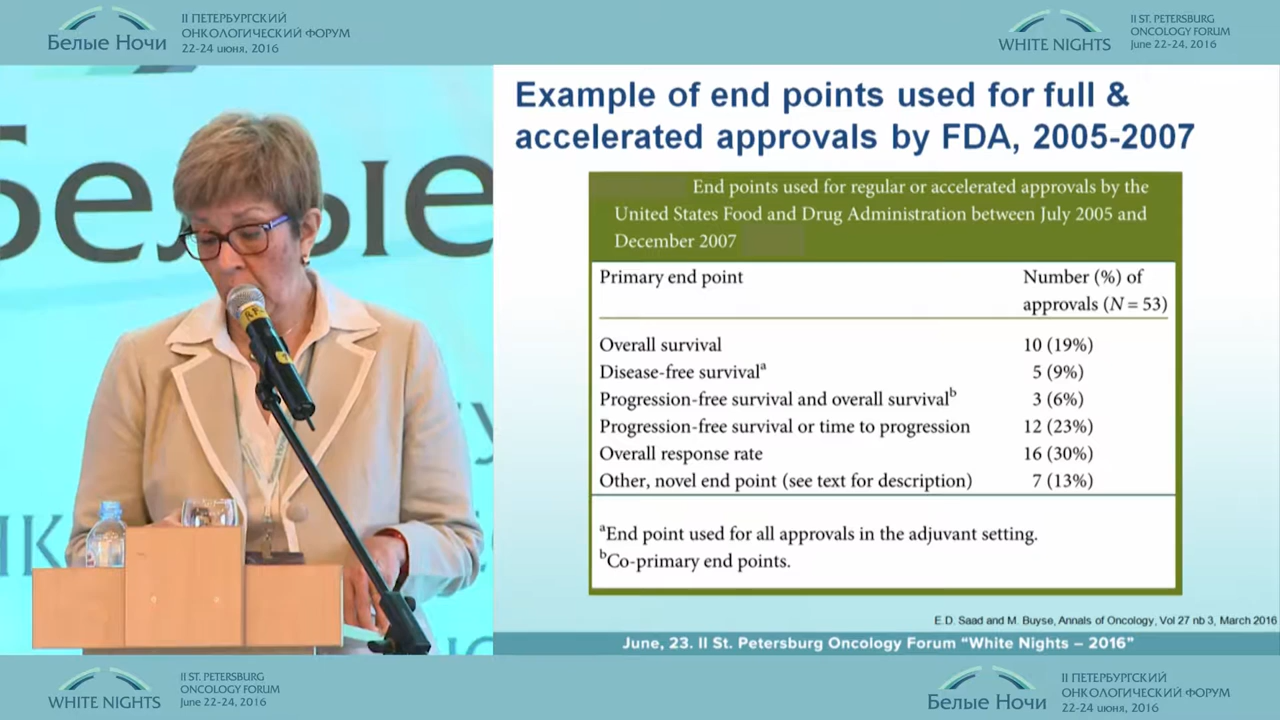 Белые Ночи
II ПЕТЕРБУРГСКИЙ
ОНКОЛОГИЧЕСКИЙ ФОРУМ
22-24 июня, 2016
WHITE NIGHTS
II ST. PETERSBURG
ONCOLOGY FORUM
June 22-24, 2016
Белые
Example of end points used for full &
accelerated approvals by FDA, 2005-2007
End points used for regular or accelerated approvals by the
United States Food and Drug Administration between July 2005 and
December 2007
Primary end point Number (%) of
approvals (N = 53)
Overall survival 10 (19%)
Disease-free survivalᵃ 5 (9%)
Progression-free survival and overall survivalᵇ 3 (6%)
Progression-free survival or time to progression 12 (23%)
Overall response rate 16 (30%)
Other, novel end point (see text for description) 7 (13%)
ᵃEnd point used for all approvals in the adjuvant setting.
ᵇCo-primary end points.
E.D. Saad and M. Buyse, Annals of Oncology, Vol 27 nb 3, March 2016
June, 23. II St. Petersburg Oncology Forum “White Nights – 2016”
WHITE NIGHTS
II ST. PETERSBURG
ONCOLOGY FORUM
June 22-24, 2016
Белые Ночи
II ПЕТЕРБУРГСКИЙ
ОНКОЛОГИЧЕСКИЙ ФОРУМ
22-24 июня, 2016